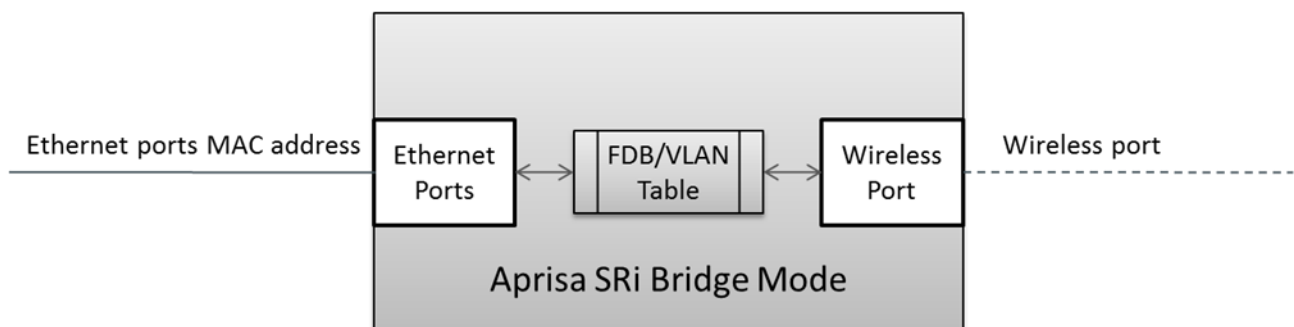 Ethernet ports MAC address
Ethernet
Ports
FDB/VLAN
Table
Wireless
Port
Wireless port
Aprisa SRi Bridge Mode